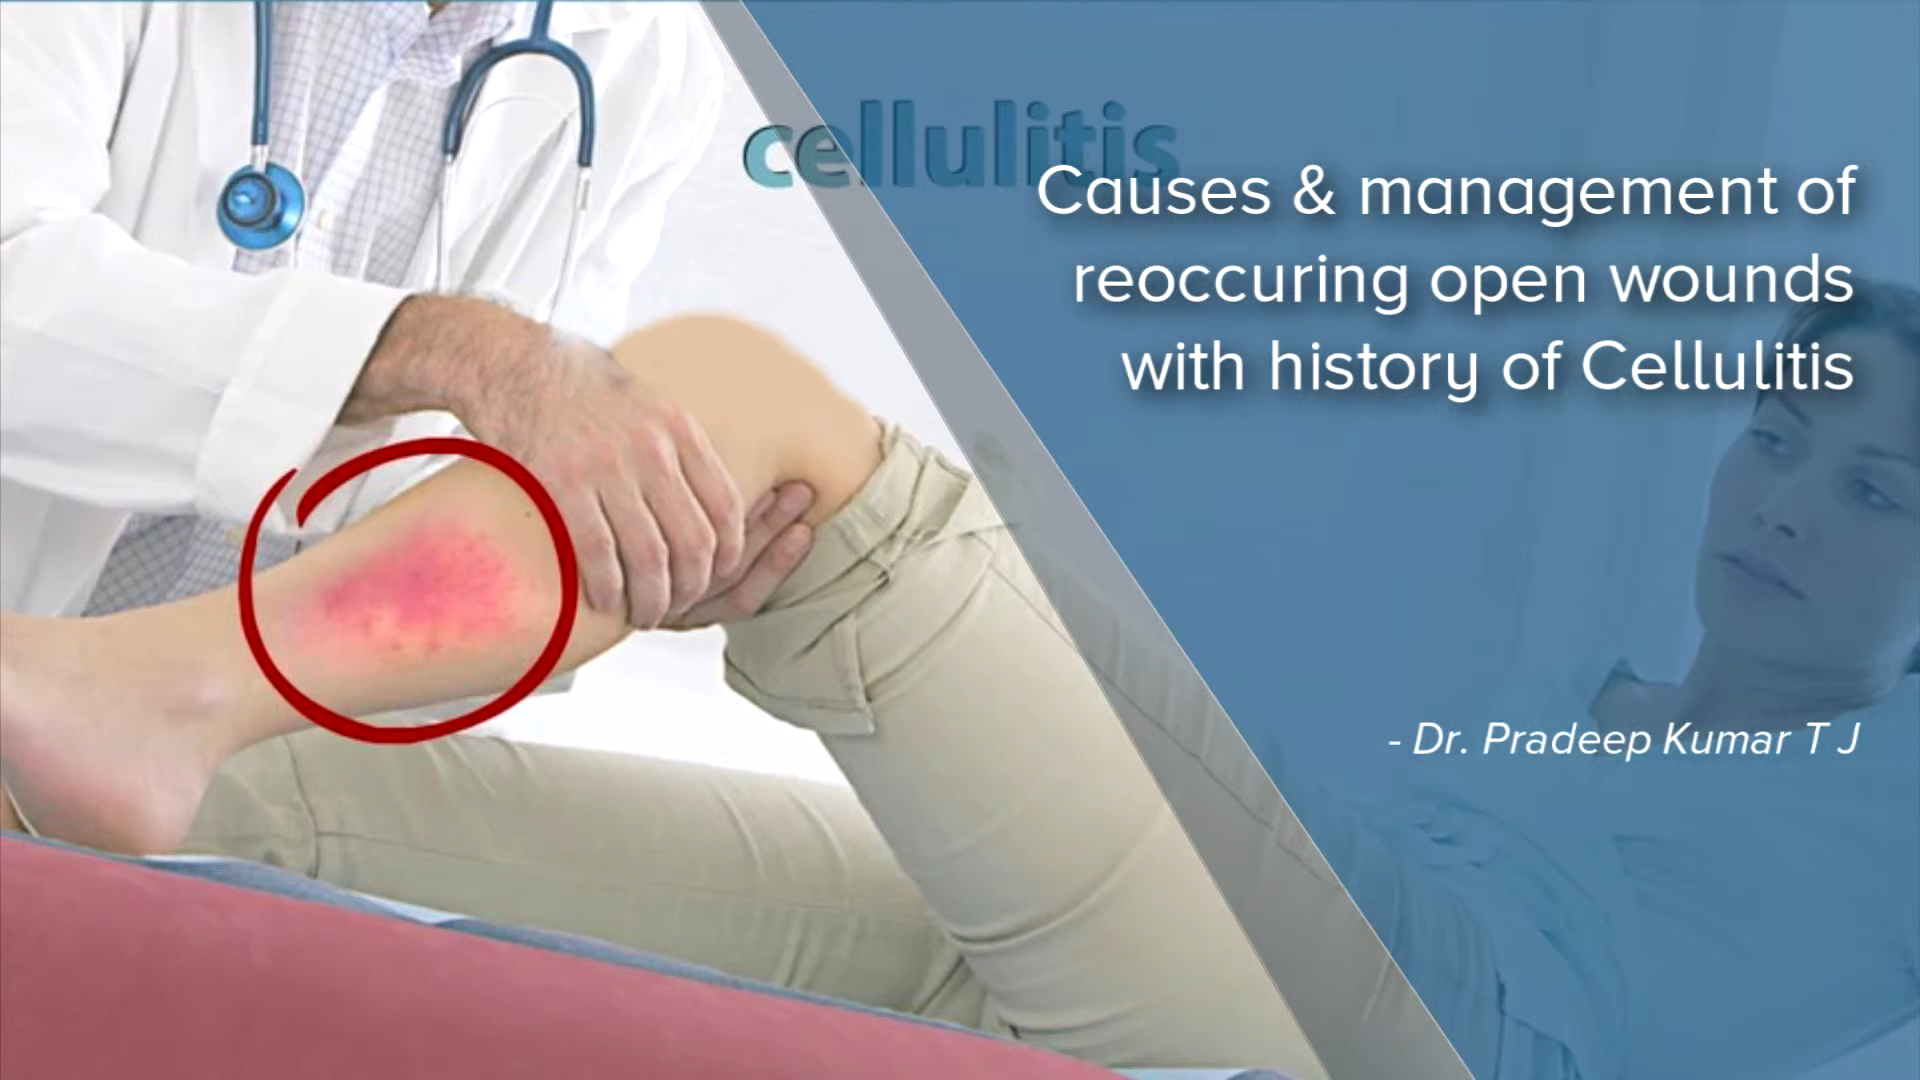 cellulitis
Causes & management of
reoccuring open wounds
with history of Cellulitis
- Dr. Pradeep Kumar T J